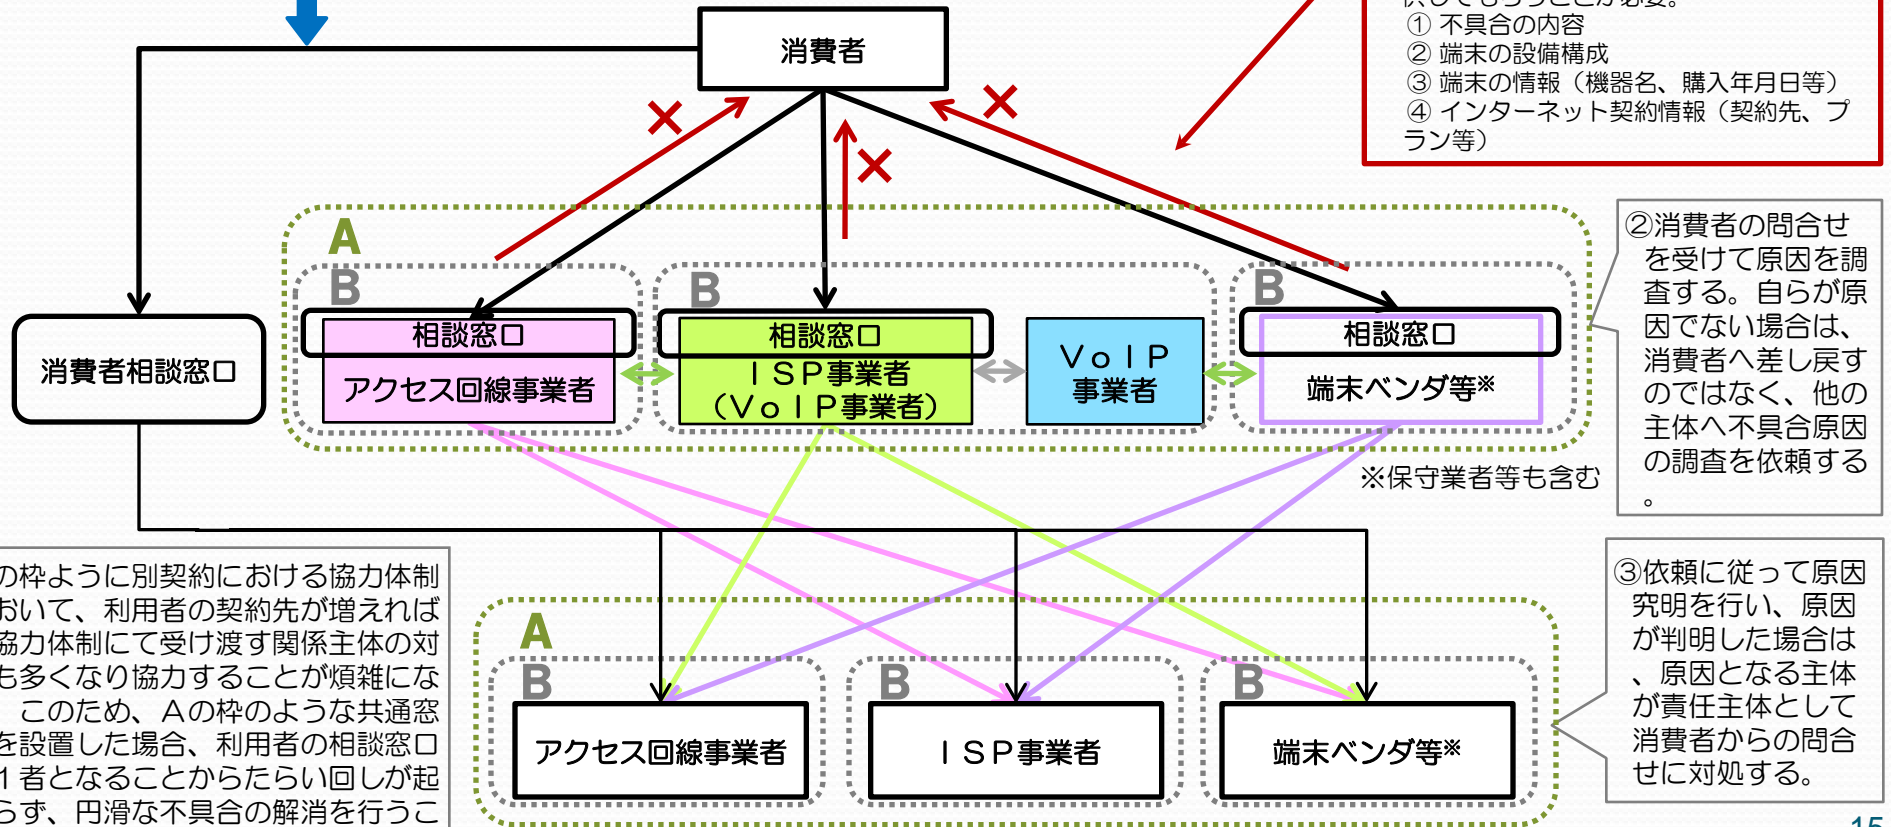 供してもらうことが必要。
① 不具合の内容
② 端末の設備構成
③ 端末の情報（機器名、購入年月日等）
④ インターネット契約情報（契約先、プ
ラン等）
消費者
A
B
B
B
相談窓口
アクセス回線事業者
相談窓口
ＩＳＰ事業者
（ＶｏＩＰ事業者）
ＶｏＩＰ
事業者
相談窓口
端末ベンダ等※
消費者相談窓口
※保守業者等も含む
②消費者の問合せ
を受けて原因を調
査する。自らが原
因でない場合は、
消費者へ差し戻す
のではなく、他の
主体へ不具合原因
の調査を依頼する
。
の枠ように別契約における協力体制
おいて、利用者の契約先が増えれば
協力体制にて受け渡す関係主体の対
も多くなり協力することが煩雑にな
このため、Ａの枠のような共通窓
を設置した場合、利用者の相談窓口
１者となることからたらい回しが起
らず、円滑な不具合の解消を行うこ
A
B
B
B
アクセス回線事業者
ＩＳＰ事業者
端末ベンダ等※
③依頼に従って原因
究明を行い、原因
が判明した場合は
、原因となる主体
が責任主体として
消費者からの問合
せに対処する。
15